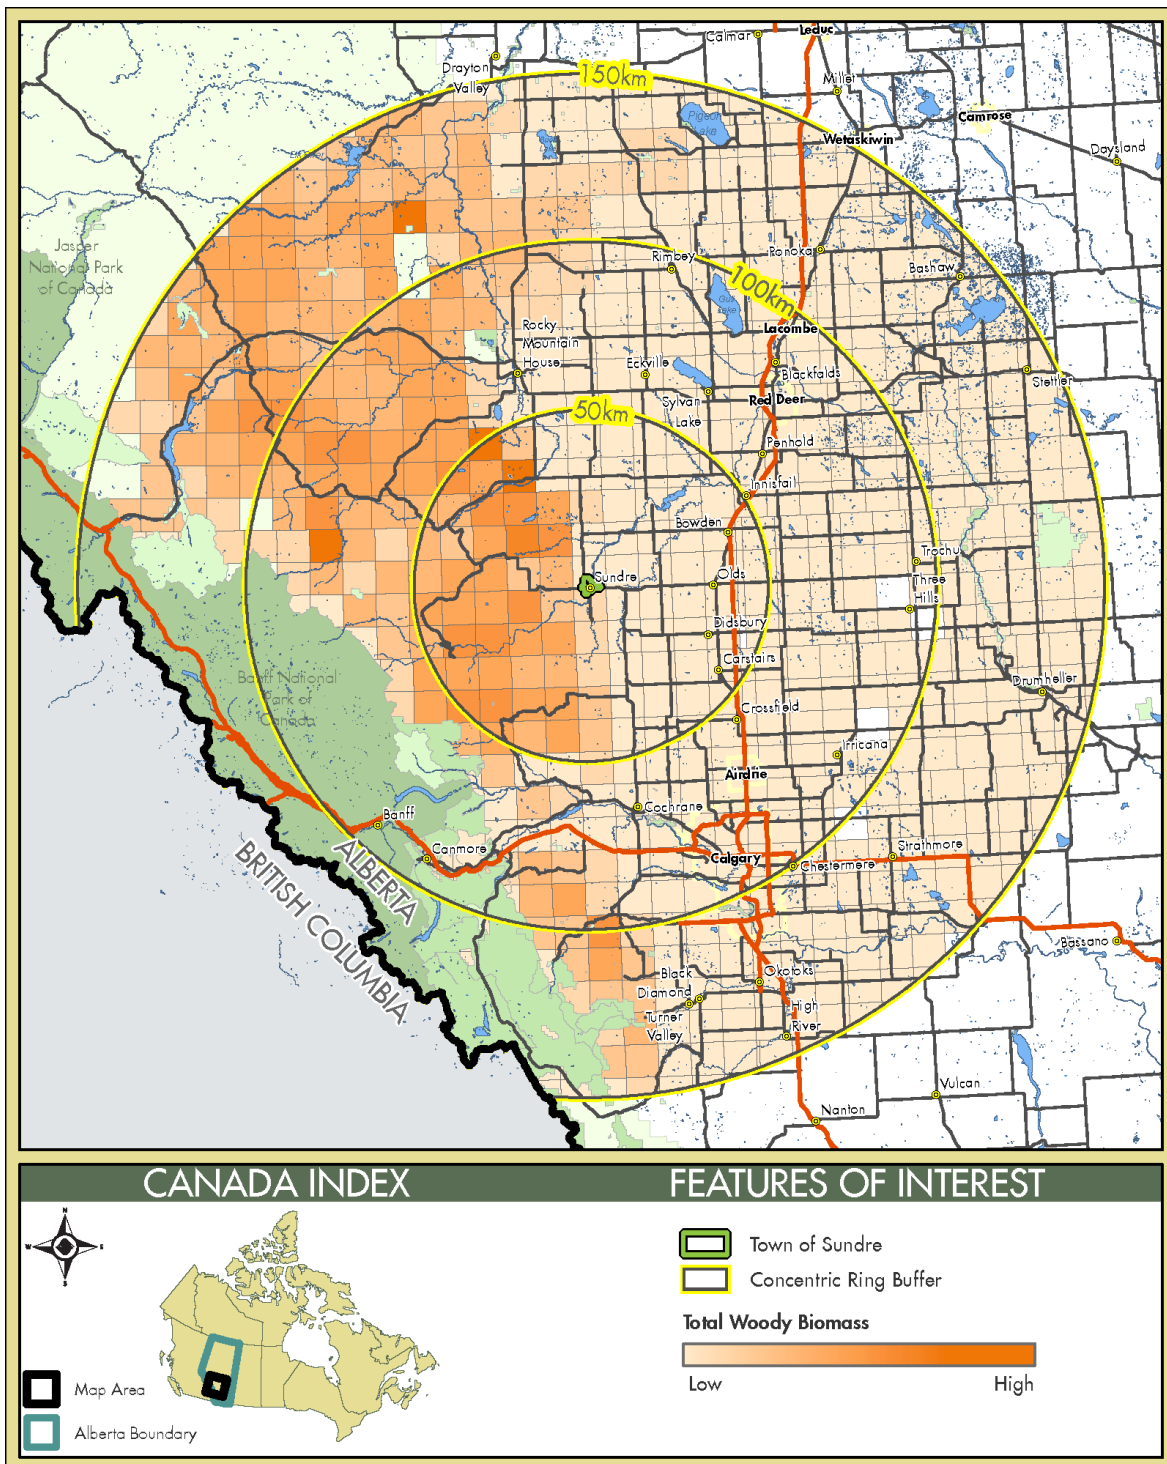 Calmar
Leduc
Drayton
Valley
150km
Millet
Pigeon
Lake
Camrose
Wetaskiwin
Daysland
Jasper
National Park
of Canada
Rimbey
Ponoka
Bashaw
100km
Gull
Lake
Rocky
Mountain
House
Lacombe
Eckville
Blackfalds
Stettler
Sylvan
Lake
Red Deer
50km
Penhold
Innisfail
Bowden
Trochu
Sundre
Olds
Three
Hills
Didsbury
Carstairs
Banff National
Park of
Canada
Drumheller
Crossfield
Irricana
Airdrie
Cochrane
Banff
Canmore
Calgary
Chestermere
Strathmore
ALBERTA
BRITISH COLUMBIA
Bassano
Black
Diamond
Okotoks
Turner
Valley
High
River
Vulcan
Nanton
CANADA INDEX
FEATURES OF INTEREST
N
W
E
S
Town of Sundre
Concentric Ring Buffer
Total Woody Biomass
Low
High
Map Area
Alberta Boundary